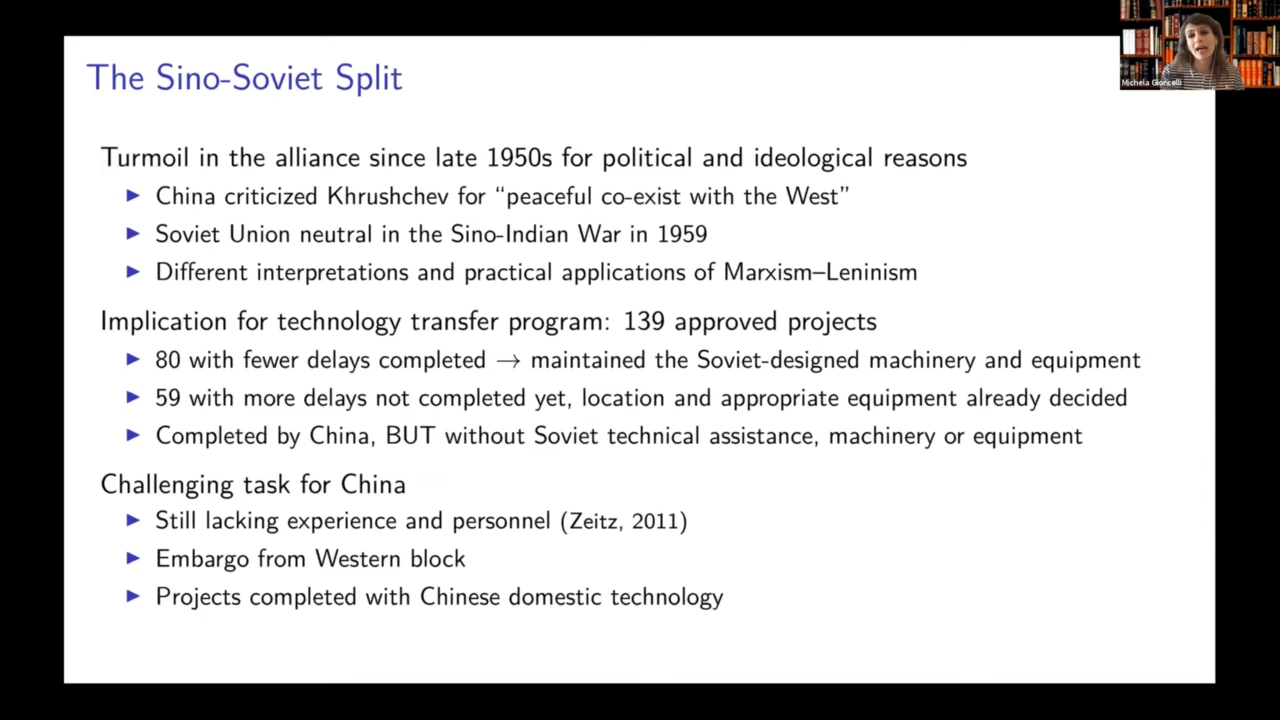 The Sino-Soviet Split
Michela Giorcelli
Turmoil in the alliance since late 1950s for political and ideological reasons
▶ China criticized Khrushchev for “peaceful co-exist with the West”
▶ Soviet Union neutral in the Sino-Indian War in 1959
▶ Different interpretations and practical applications of Marxism–Leninism
Implication for technology transfer program: 139 approved projects
▶ 80 with fewer delays completed → maintained the Soviet-designed machinery and equipment
▶ 59 with more delays not completed yet, location and appropriate equipment already decided
▶ Completed by China, BUT without Soviet technical assistance, machinery or equipment
Challenging task for China
▶ Still lacking experience and personnel (Zeitz, 2011)
▶ Embargo from Western block
▶ Projects completed with Chinese domestic technology